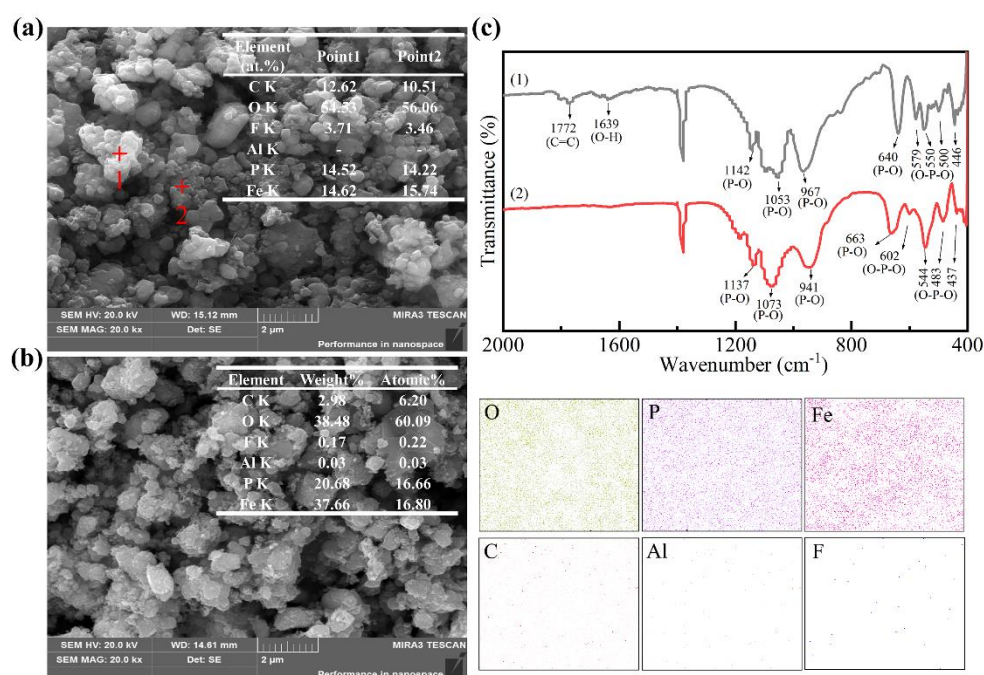 (a)
Element Point1 Point2
(at.%)
C K 12.62 10.51
O K 54.53 56.06
F K 3.71 3.46
Al K - -
P K 14.52 14.22
Fe K 14.62 15.74
1
2
SEM HV: 20.0 kV WD: 15.12 mm MIRA3 TESCAN
SEM MAG: 20.0 kx Det: SE 2 μm
Performance in nanospace
(b)
Element Weight% Atomic%
C K 2.98 6.20
O K 38.48 60.09
F K 0.17 0.22
Al K 0.03 0.03
P K 20.68 16.66
Fe K 37.66 16.80
SEM HV: 20.0 kV WD: 14.61 mm MIRA3 TESCAN
SEM MAG: 20.0 kx Det: SE 2 μm
Performance in nanospace
(c)
Transmittance (%)
(1)
1772
(C=C)
1639
(O-H)
1142
(P-O)
1053
(P-O)
967
(P-O)
640
(P-O)
579
550
500
446
(O-P-O)
(2)
1137
(P-O)
1073
(P-O)
941
(P-O)
663
(P-O)
602
(O-P-O)
544
483
437
(O-P-O)
2000 1600 1200 800 400
Wavenumber (cm-1)
O P Fe
C Al F